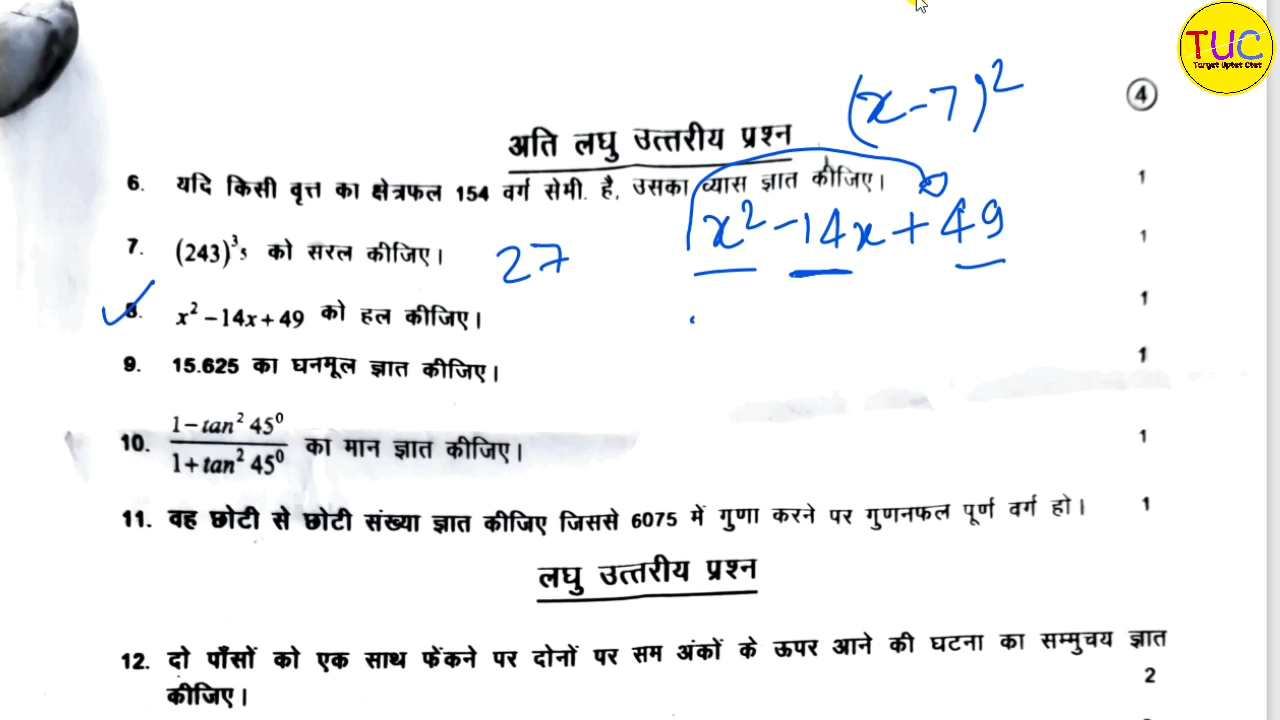 TUC
Target Uptet Ctet
(x-7)²
4
अति लघु उत्तरीय प्रश्न
6. यदि किसी वृत्त का क्षेत्रफल 154 वर्ग सेमी. है, उसका व्यास ज्ञात कीजिए। 1
x² - 14x + 49
7. (243)³₅ को सरल कीजिए। 27 1
8. x² - 14x + 49 को हल कीजिए। 1
9. 15.625 का घनमूल ज्ञात कीजिए। 1
10. (1 - tan² 45⁰)/(1 + tan² 45⁰) का मान ज्ञात कीजिए। 1
11. वह छोटी से छोटी संख्या ज्ञात कीजिए जिससे 6075 में गुणा करने पर गुणनफल पूर्ण वर्ग हो। 1
लघु उत्तरीय प्रश्न
12. दो पाँसों को एक साथ फेंकने पर दोनों पर सम अंकों के ऊपर आने की घटना का सम्मुचय ज्ञात
कीजिए। 2